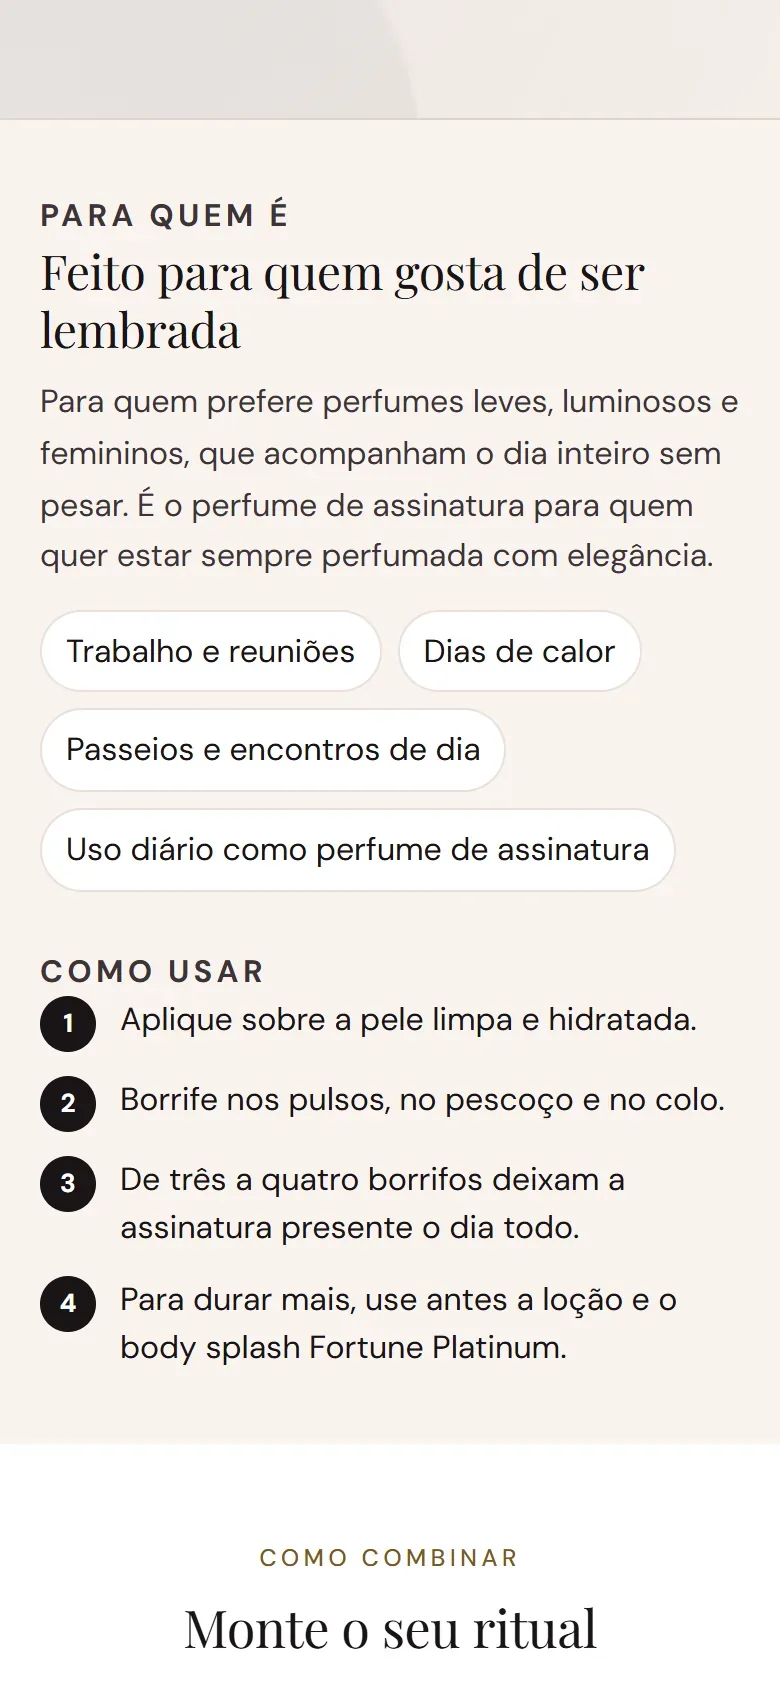 PARA QUEM É
Feito para quem gosta de ser
lembrada
Para quem prefere perfumes leves, luminosos e
femininos, que acompanham o dia inteiro sem
pesar. É o perfume de assinatura para quem
quer estar sempre perfumada com elegância.
Trabalho e reuniões
Dias de calor
Passeios e encontros de dia
Uso diário como perfume de assinatura
COMO USAR
1 Aplique sobre a pele limpa e hidratada.
2 Borrife nos pulsos, no pescoço e no colo.
3 De três a quatro borrifos deixam a
assinatura presente o dia todo.
4 Para durar mais, use antes a loção e o
body splash Fortune Platinum.
COMO COMBINAR
Monte o seu ritual